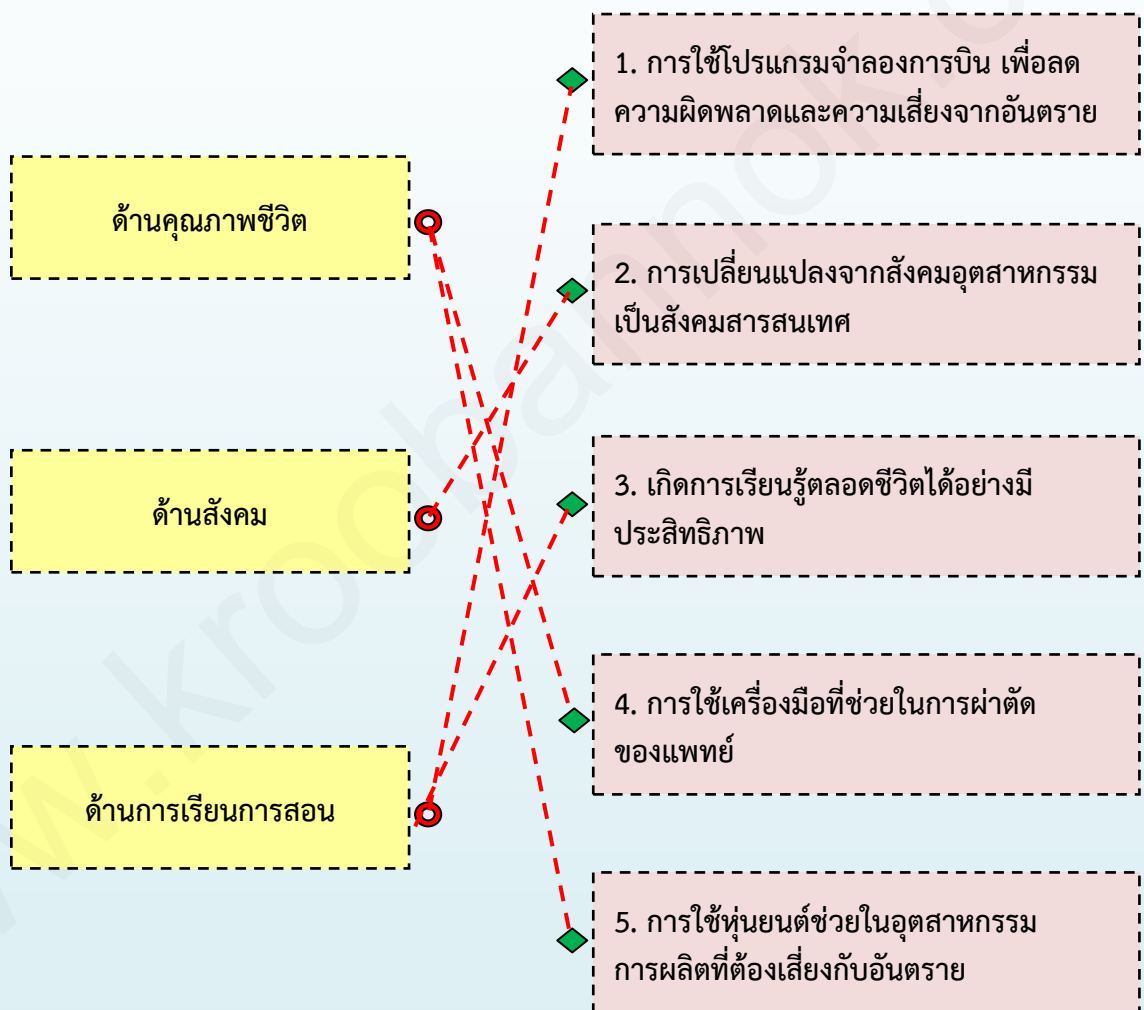 1. การใช้โปรแกรมจำลองการบิน เพื่อลด
ความผิดพลาดและความเสี่ยงจากอันตราย
ด้านคุณภาพชีวิต
2. การเปลี่ยนแปลงจากสังคมอุตสาหกรรม
เป็นสังคมสารสนเทศ
ด้านสังคม
3. เกิดการเรียนรู้ตลอดชีวิตได้อย่างมี
ประสิทธิภาพ
4. การใช้เครื่องมือที่ช่วยในการผ่าตัด
ของแพทย์
ด้านการเรียนการสอน
5. การใช้หุ่นยนต์ช่วยในอุตสาหกรรม
การผลิตที่ต้องเสี่ยงกับอันตราย